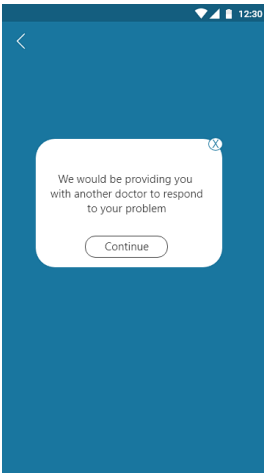 12:30
X
We would be providing you
with another doctor to respond
to your problem
Continue